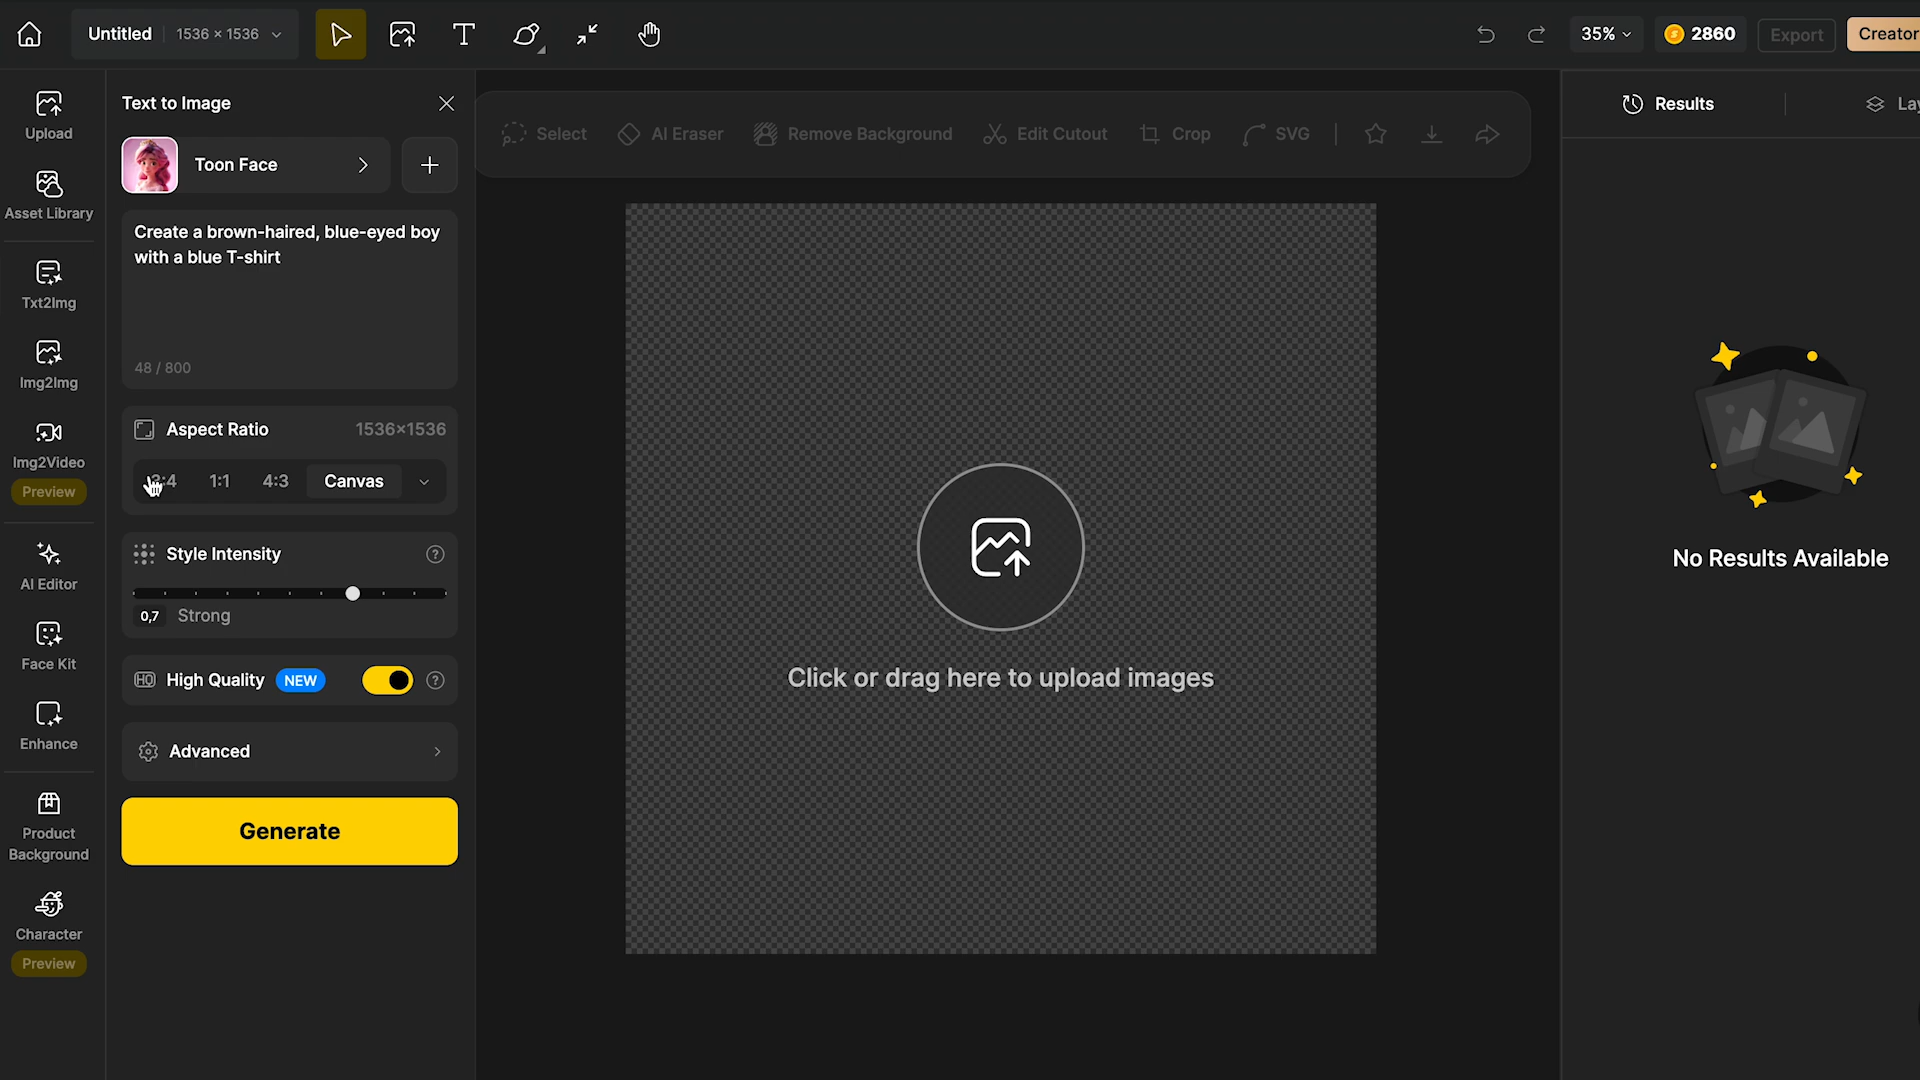 Untitled
1536 × 1536
35%
2860
Export
Creator
Upload
Asset Library
Txt2Img
Img2Img
Img2Video
Preview
AI Editor
Face Kit
Enhance
Product
Background
Character
Preview
Text to Image
Toon Face
Create a brown-haired, blue-eyed boy
with a blue T-shirt
48 / 800
Aspect Ratio
1536×1536
1:1
4:3
Canvas
Style Intensity
0,7
Strong
HQ
High Quality
NEW
Advanced
Generate
Select
AI Eraser
Remove Background
Edit Cutout
Crop
SVG
Click or drag here to upload images
Results
No Results Available